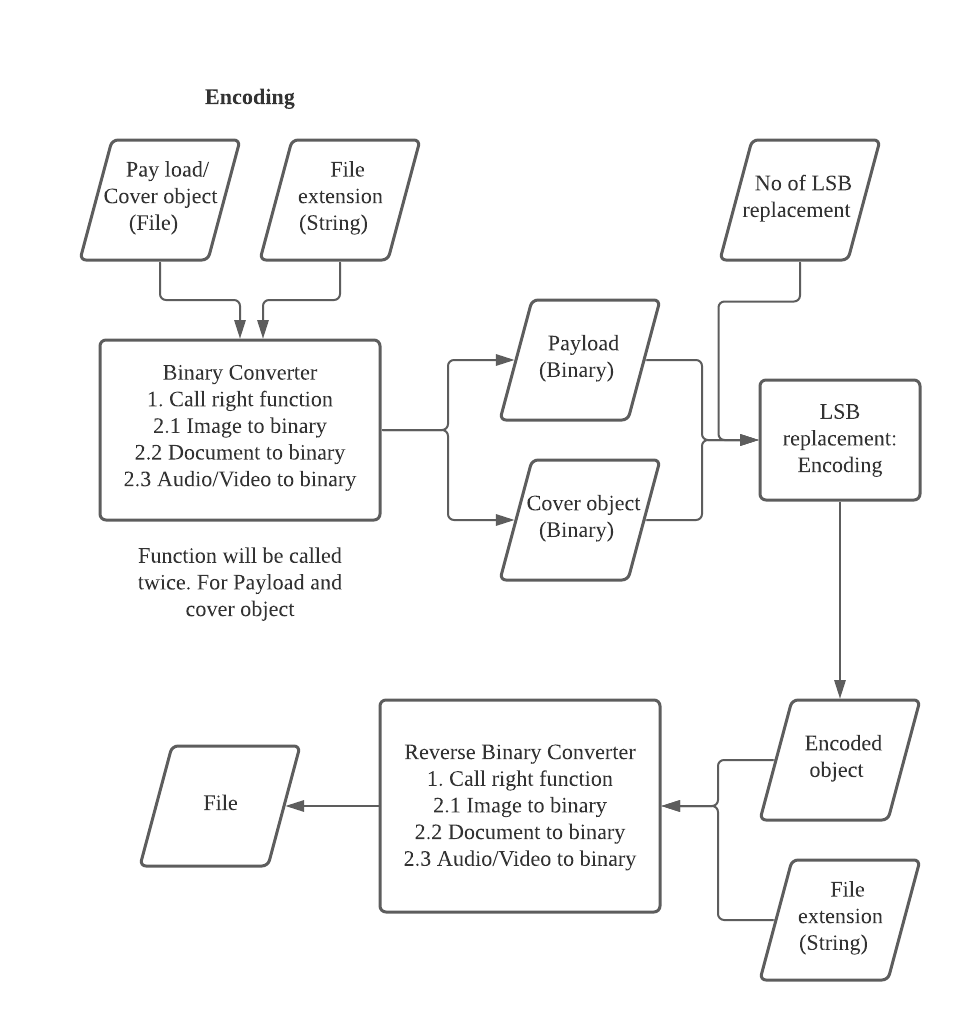 Encoding
Pay load/
Cover object
(File)
File
extension
(String)
No of LSB
replacement
Binary Converter
1. Call right function
2.1 Image to binary
2.2 Document to binary
2.3 Audio/Video to binary
Function will be called
twice. For Payload and
cover object
Payload
(Binary)
Cover object
(Binary)
LSB
replacement:
Encoding
Encoded
object
File
extension
(String)
Reverse Binary Converter
1. Call right function
2.1 Image to binary
2.2 Document to binary
2.3 Audio/Video to binary
File